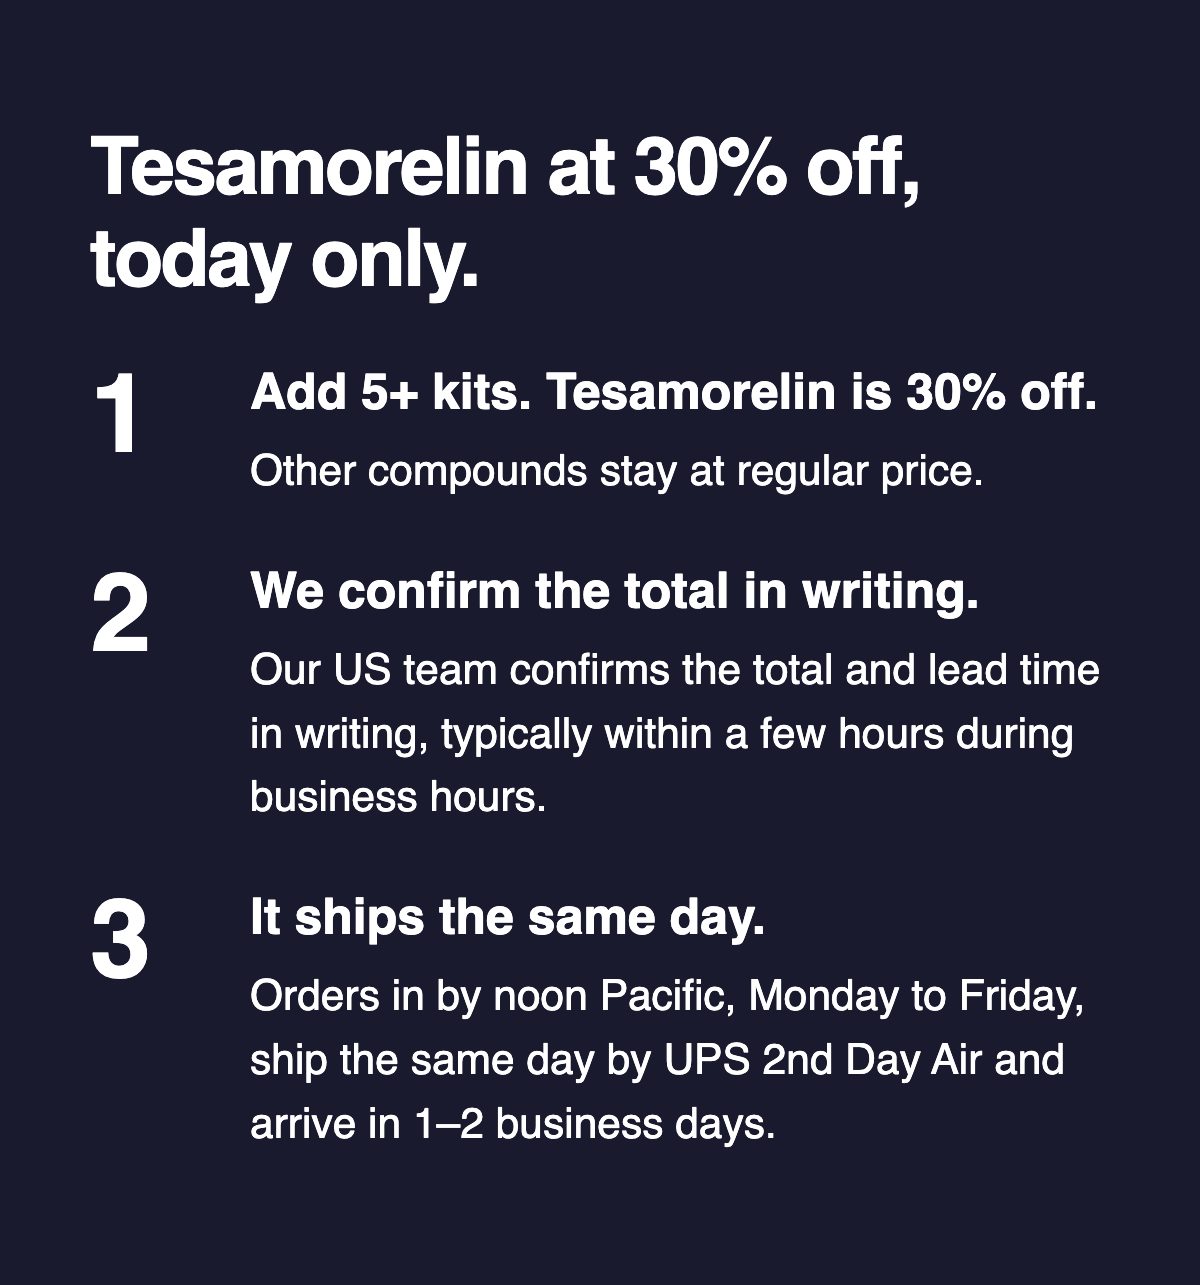 Tesamorelin at 30% off,
today only.
1
Add 5+ kits. Tesamorelin is 30% off.
Other compounds stay at regular price.
2
We confirm the total in writing.
Our US team confirms the total and lead time
in writing, typically within a few hours during
business hours.
3
It ships the same day.
Orders in by noon Pacific, Monday to Friday,
ship the same day by UPS 2nd Day Air and
arrive in 1–2 business days.